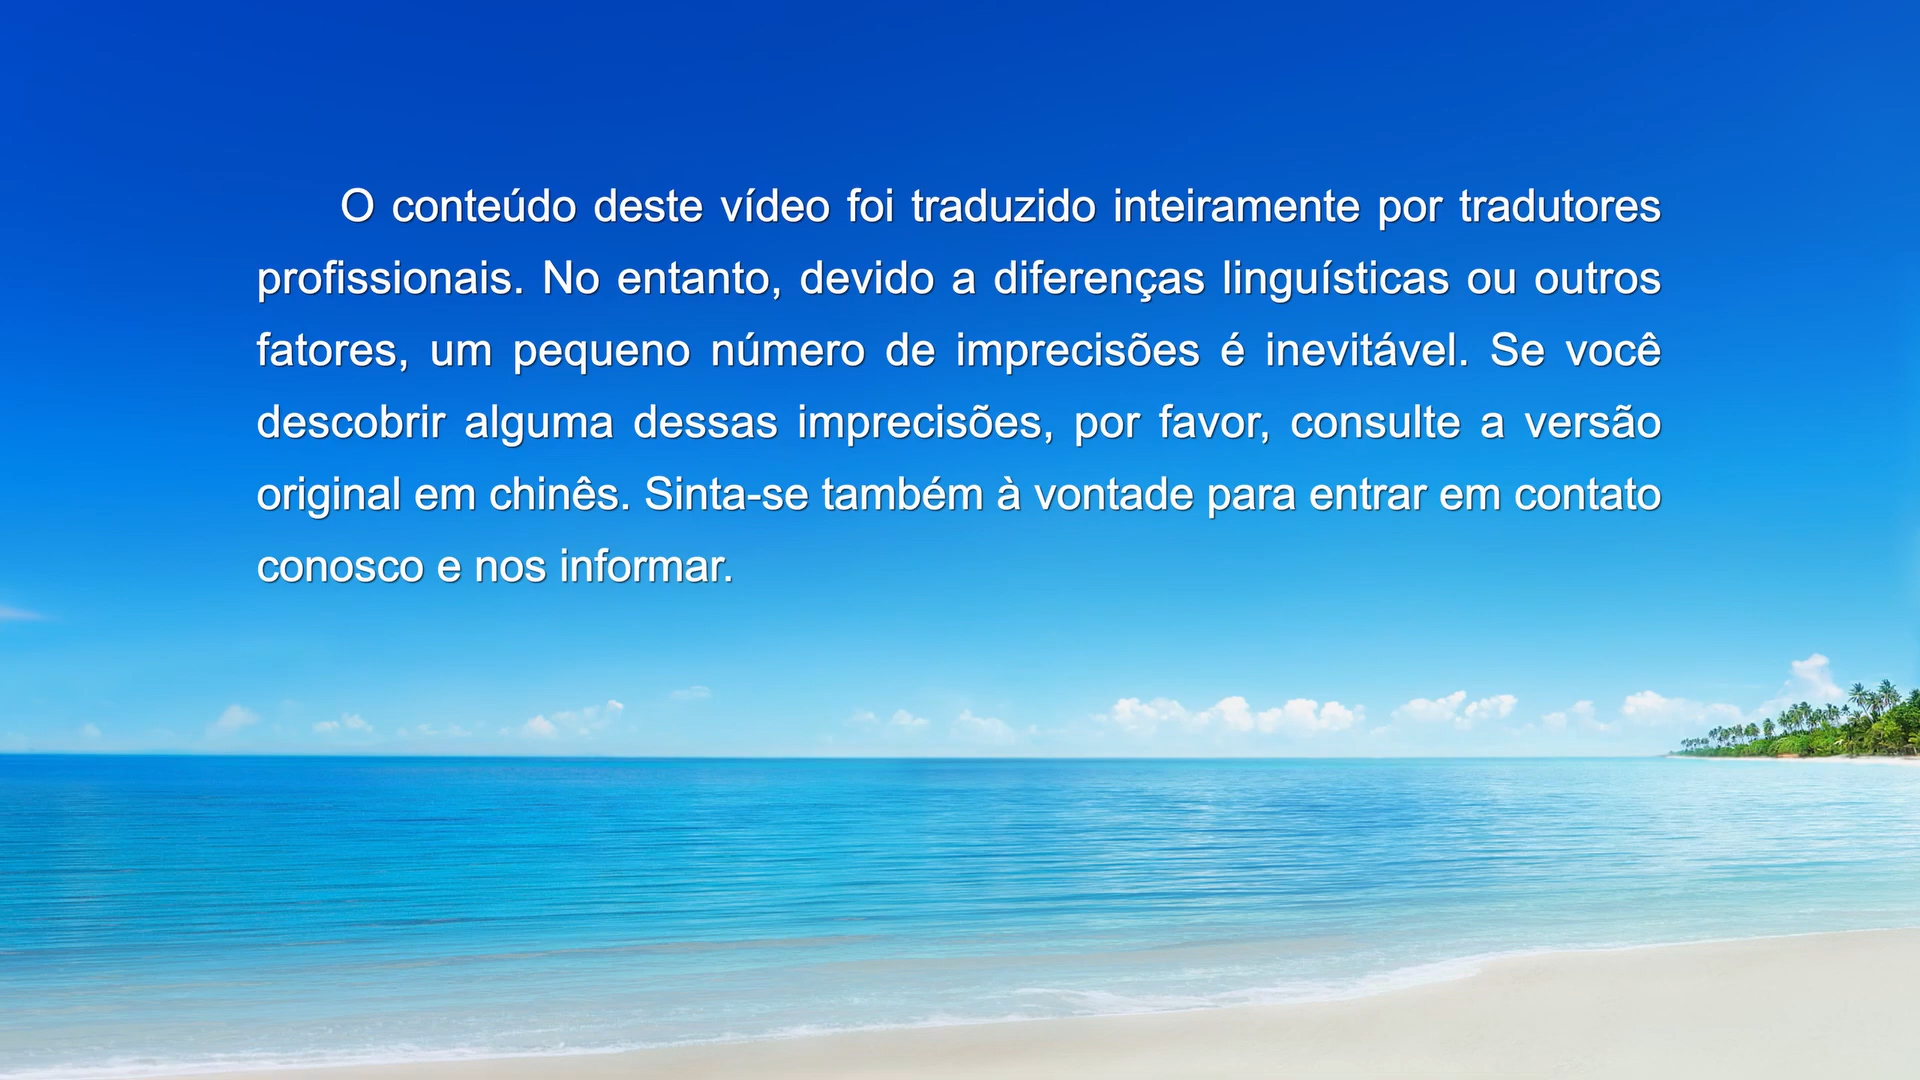 O conteúdo deste vídeo foi traduzido inteiramente por tradutores
profissionais. No entanto, devido a diferenças linguísticas ou outros
fatores, um pequeno número de imprecisões é inevitável. Se você
descobrir alguma dessas imprecisões, por favor, consulte a versão
original em chinês. Sinta-se também à vontade para entrar em contato
conosco e nos informar.